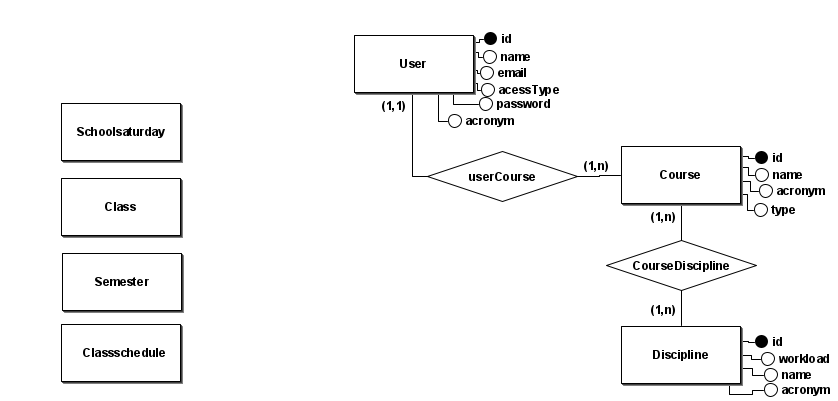 id
User
name
email
acessType
password
(1,1)
acronym
Schoolsaturday
userCourse
(1,n)
Course
id
name
acronym
type
Class
(1,n)
CourseDiscipline
Semester
(1,n)
Classschedule
Discipline
id
workload
name
acronym